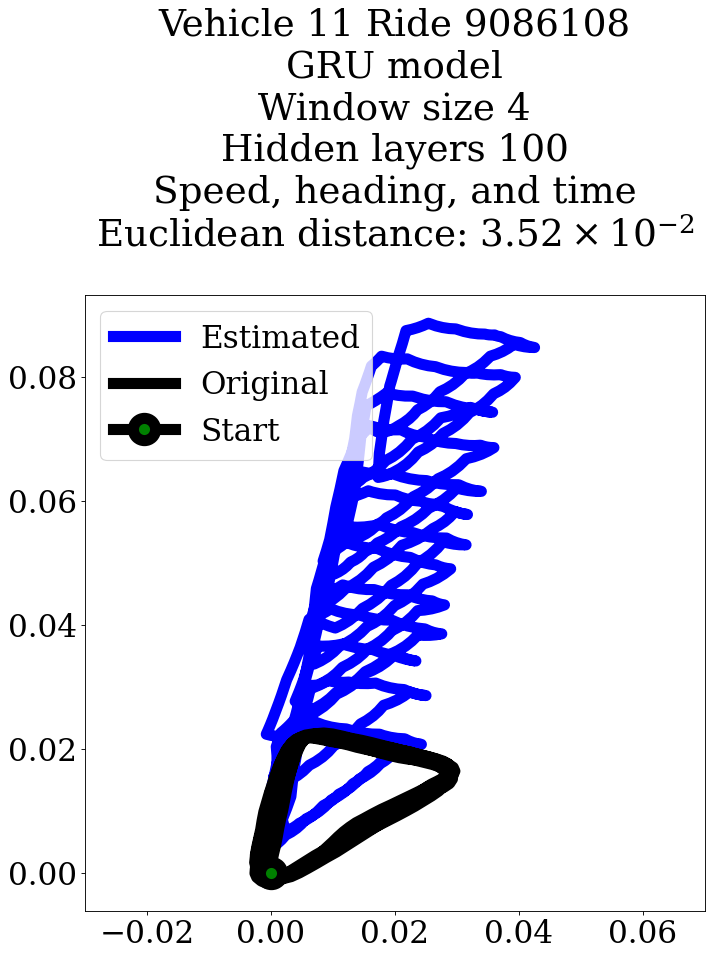 Vehicle 11 Ride 9086108
GRU model
Window size 4
Hidden layers 100
Speed, heading, and time
Euclidean distance: 3.52 × 10⁻²
Estimated
Original
Start
0.08
0.06
0.04
0.02
0.00
−0.02 0.00 0.02 0.04 0.06